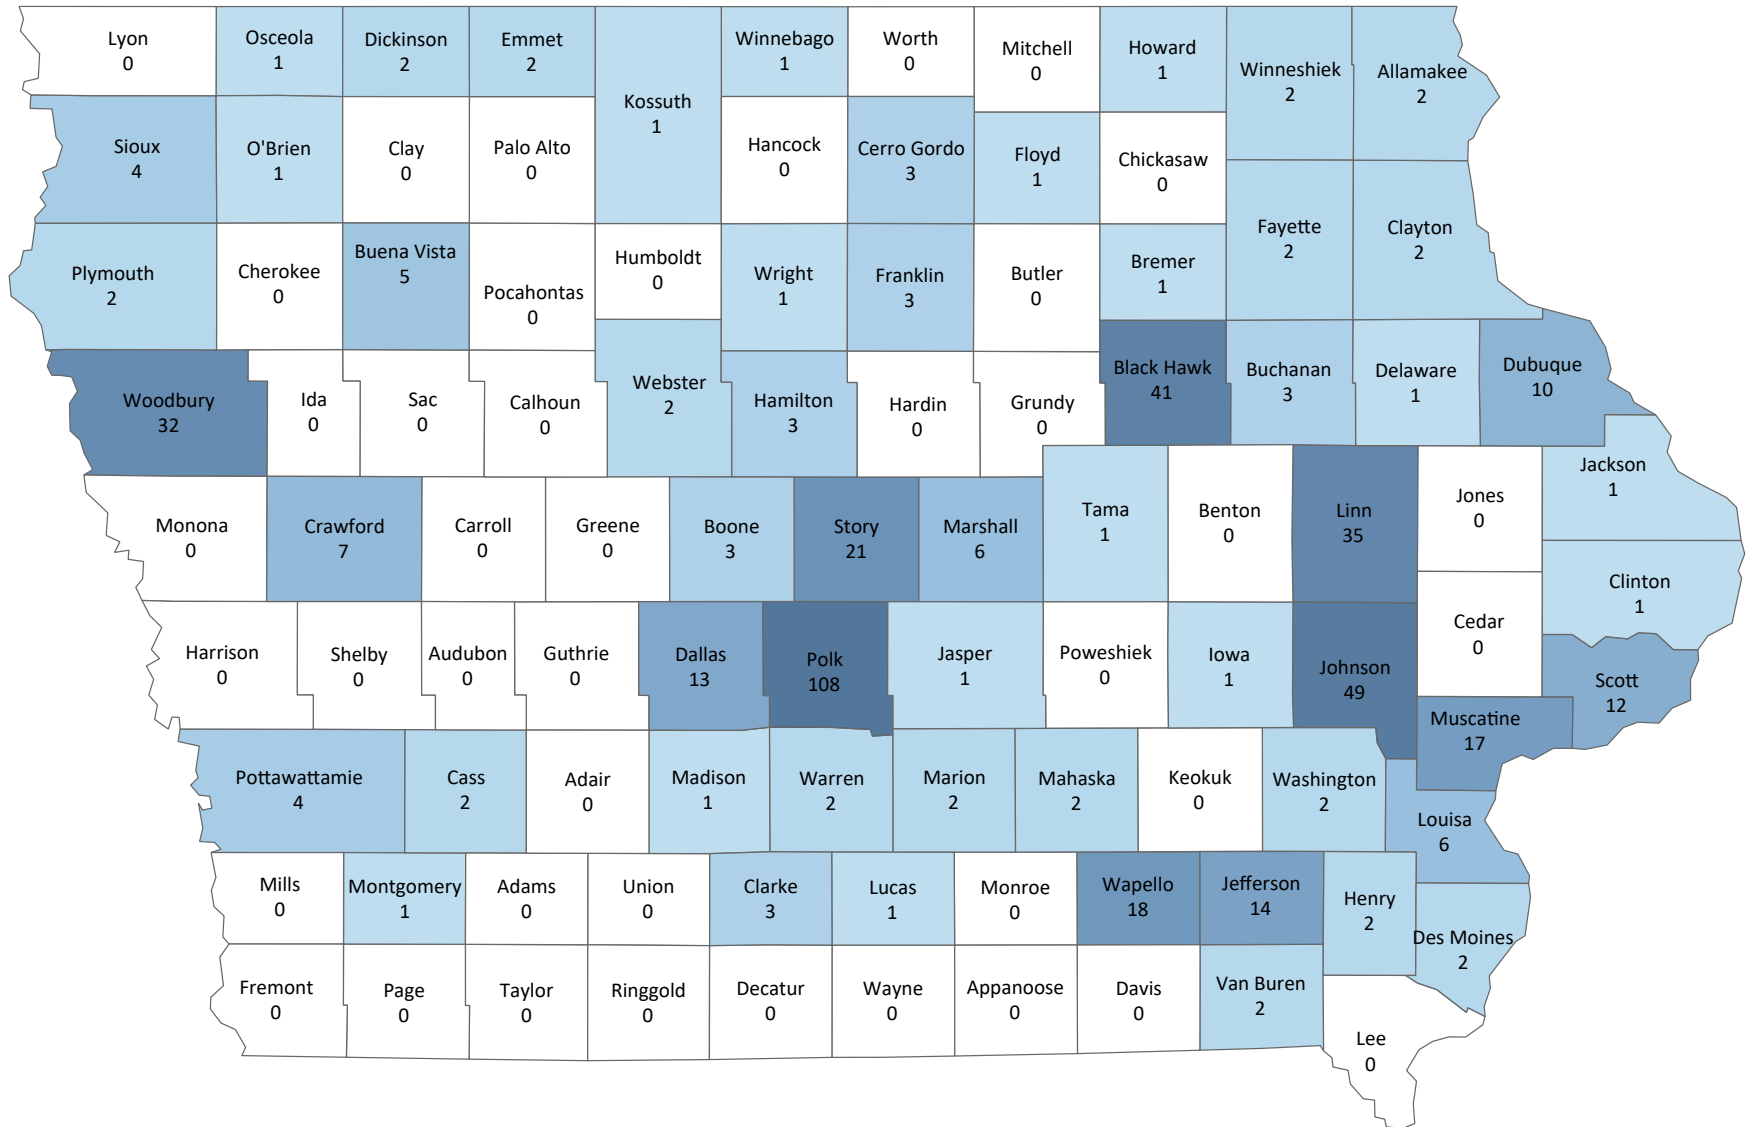 Lyon
0
Osceola
1
Dickinson
2
Emmet
2
Kossuth
1
Winnebago
1
Worth
0
Mitchell
0
Howard
1
Winneshiek
2
Allamakee
2
Sioux
4
O'Brien
1
Clay
0
Palo Alto
0
Hancock
0
Cerro Gordo
3
Floyd
1
Chickasaw
0
Plymouth
2
Cherokee
0
Buena Vista
5
Pocahontas
0
Humboldt
0
Wright
1
Franklin
3
Butler
0
Bremer
1
Fayette
2
Clayton
2
Woodbury
32
Ida
0
Sac
0
Calhoun
0
Webster
2
Hamilton
3
Hardin
0
Grundy
0
Black Hawk
41
Buchanan
3
Delaware
1
Dubuque
10
Monona
0
Crawford
7
Carroll
0
Greene
0
Boone
3
Story
21
Marshall
6
Tama
1
Benton
0
Linn
35
Jones
0
Jackson
1
Clinton
1
Harrison
0
Shelby
0
Audubon
0
Guthrie
0
Dallas
13
Polk
108
Jasper
1
Poweshiek
0
Iowa
1
Johnson
49
Cedar
0
Scott
12
Muscatine
17
Pottawattamie
4
Cass
2
Adair
0
Madison
1
Warren
2
Marion
2
Mahaska
2
Keokuk
0
Washington
2
Louisa
6
Mills
0
Montgomery
1
Adams
0
Union
0
Clarke
3
Lucas
1
Monroe
0
Wapello
18
Jefferson
14
Henry
2
Des Moines
2
Fremont
0
Page
0
Taylor
0
Ringgold
0
Decatur
0
Wayne
0
Appanoose
0
Davis
0
Van Buren
2
Lee
0